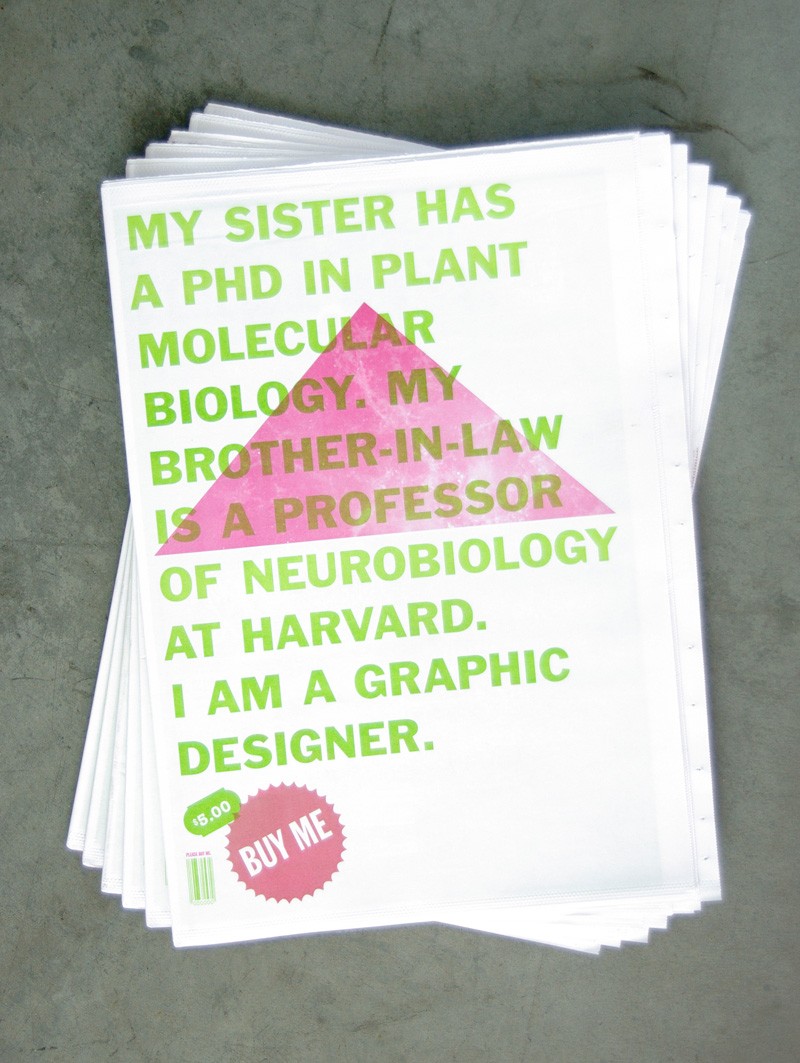 MY SISTER HAS
A PHD IN PLANT
MOLECULAR
BIOLOGY. MY
BROTHER-IN-LAW
IS A PROFESSOR
OF NEUROBIOLOGY
AT HARVARD.
I AM A GRAPHIC
DESIGNER.
$5.00
BUY ME